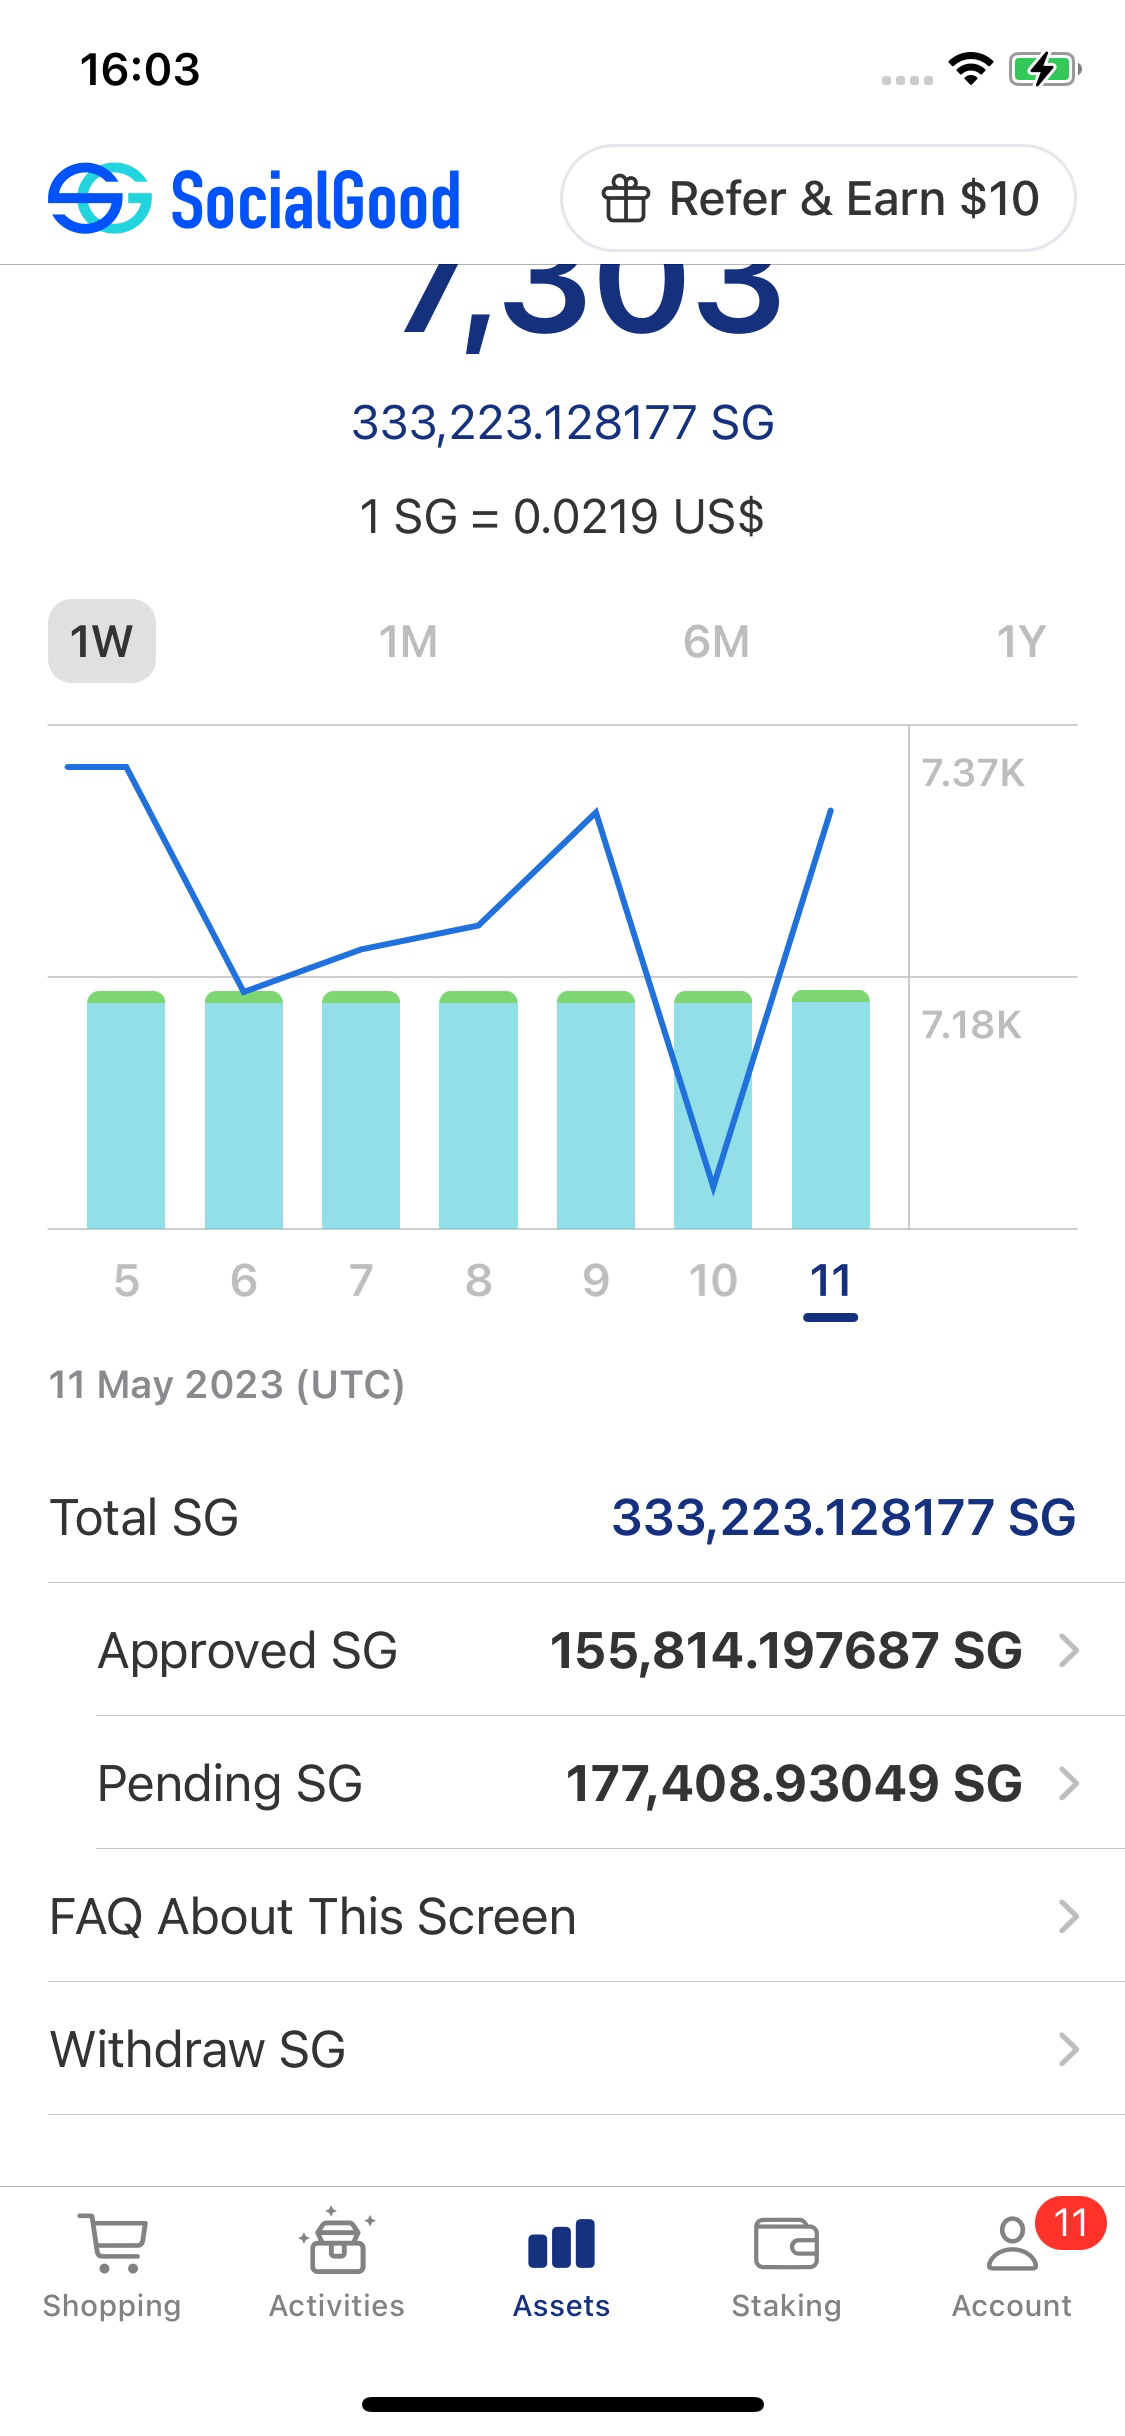 16:03
SocialGood
Refer & Earn $10
7,303
333,223.128177 SG
1 SG = 0.0219 US$
1W 1M 6M 1Y
7.37K
7.18K
5 6 7 8 9 10 11
11 May 2023 (UTC)
Total SG 333,223.128177 SG
Approved SG 155,814.197687 SG
Pending SG 177,408.93049 SG
FAQ About This Screen
Withdraw SG
11
Shopping Activities Assets Staking Account